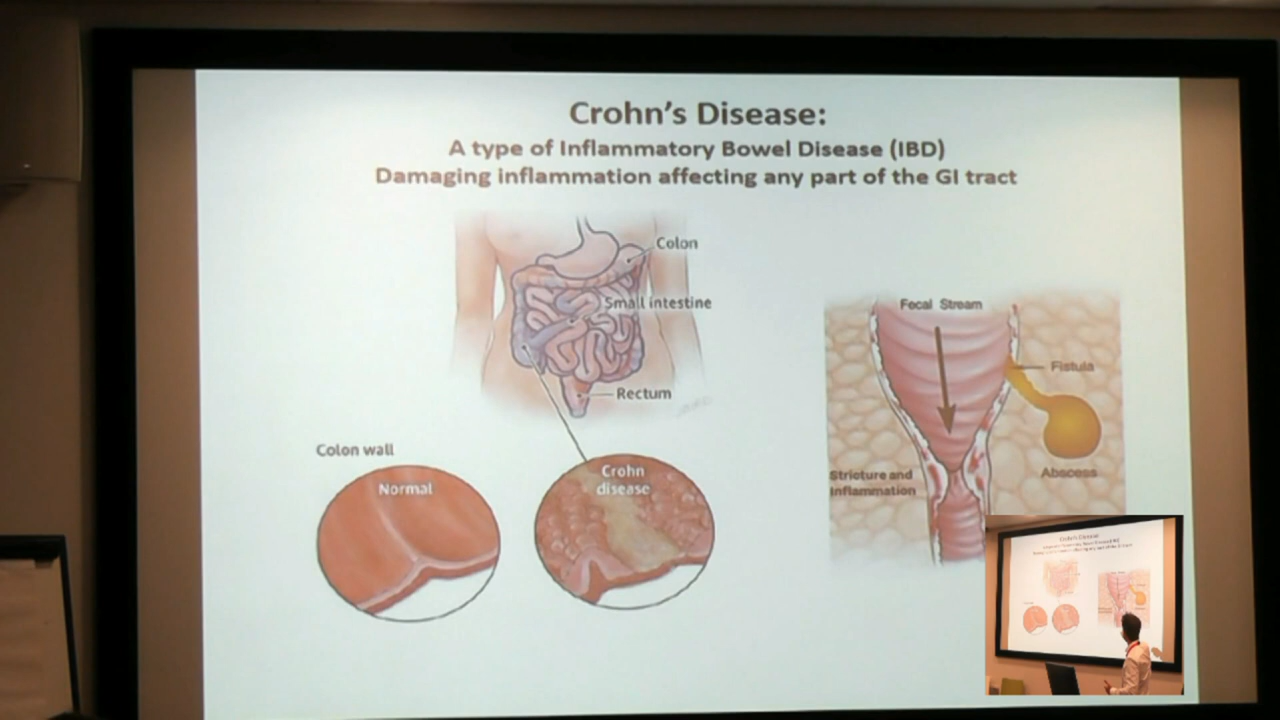 Crohn's Disease:
A type of Inflammatory Bowel Disease (IBD)
Damaging inflammation affecting any part of the GI tract
Colon
Small intestine
Rectum
Colon wall
Normal
Crohn
disease
Fecal Stream
Fistula
Abscess
Stricture and
Inflammation